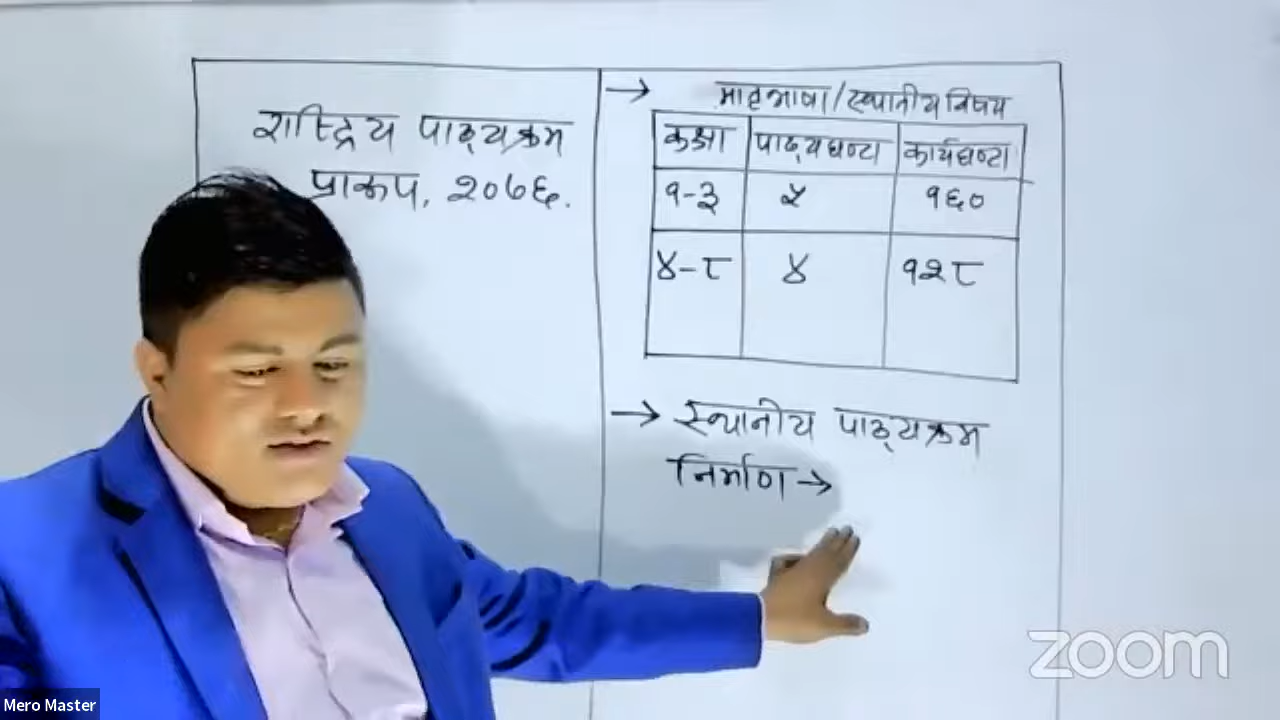 राष्ट्रिय पाठ्यक्रम
प्रारूप, २०७६.
→ मातृभाषा/स्थानीय विषय
कक्षा पाठ्यघण्टा कार्यघण्टा
१-३ ५ १६०
४-८ ४ १२८
→ स्थानीय पाठ्यक्रम
निर्माण →
zoom
Mero Master